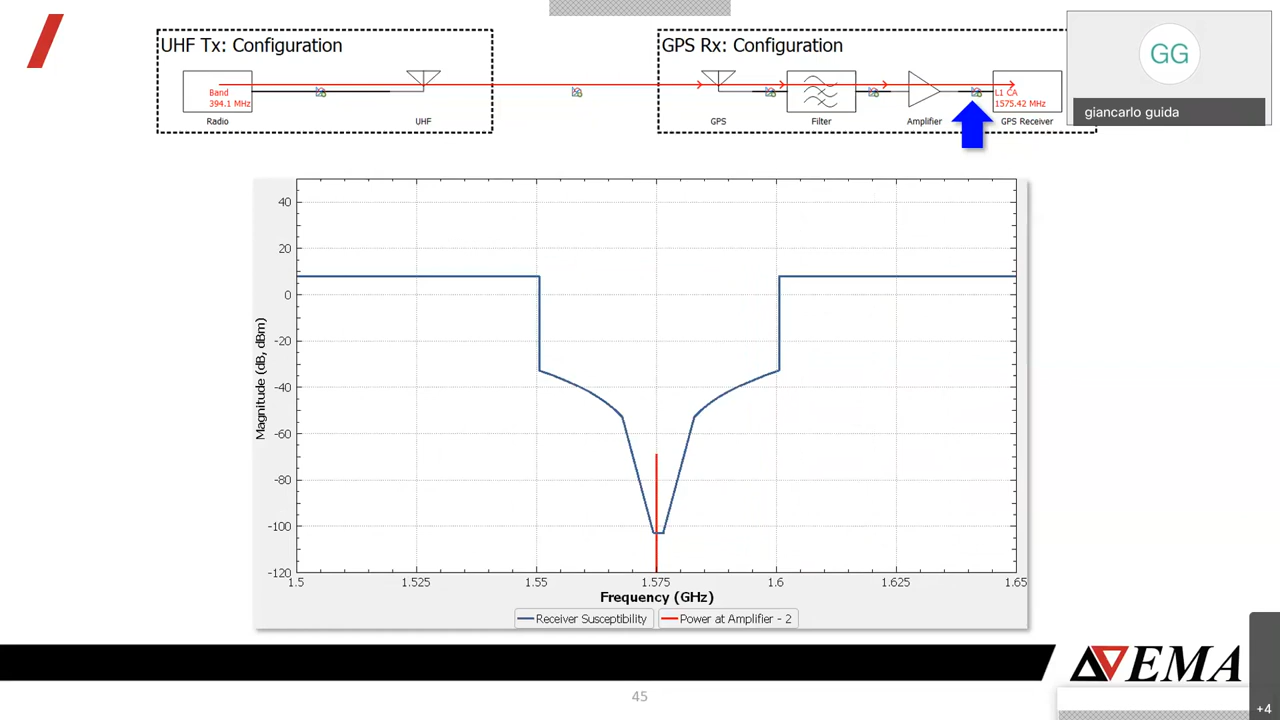 UHF Tx: Configuration
GPS Rx: Configuration
GG
giancarlo guida
Band
394.1 MHz
L1 CA
1575.42 MHz
Radio
UHF
GPS
Filter
Amplifier
GPS Receiver
Magnitude (dB, dBm)
40
20
0
-20
-40
-60
-80
-100
-120
1.5
1.525
1.55
1.575
1.6
1.625
1.65
Frequency (GHz)
Receiver Susceptibility
Power at Amplifier - 2
EMA
45
+4